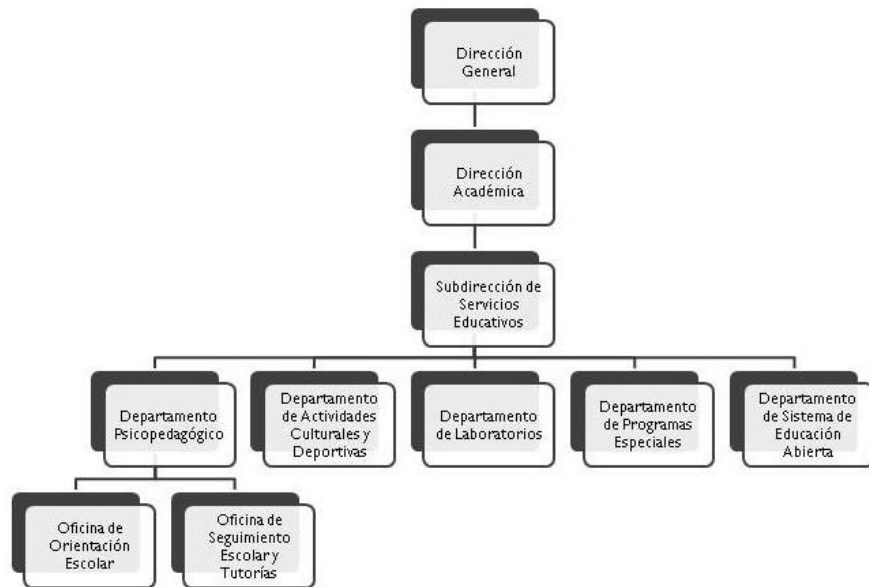 Dirección
General
Dirección
Académica
Subdirección de
Servicios
Educativos
Departamento
Psicopedagógico
Departamento
de Actividades
Culturales y
Deportivas
Departamento
de Laboratorios
Departamento
de Programas
Especiales
Departamento
de Sistema de
Educación
Abierta
Oficina de
Orientación
Escolar
Oficina de
Seguimiento
Escolar y
Tutorías